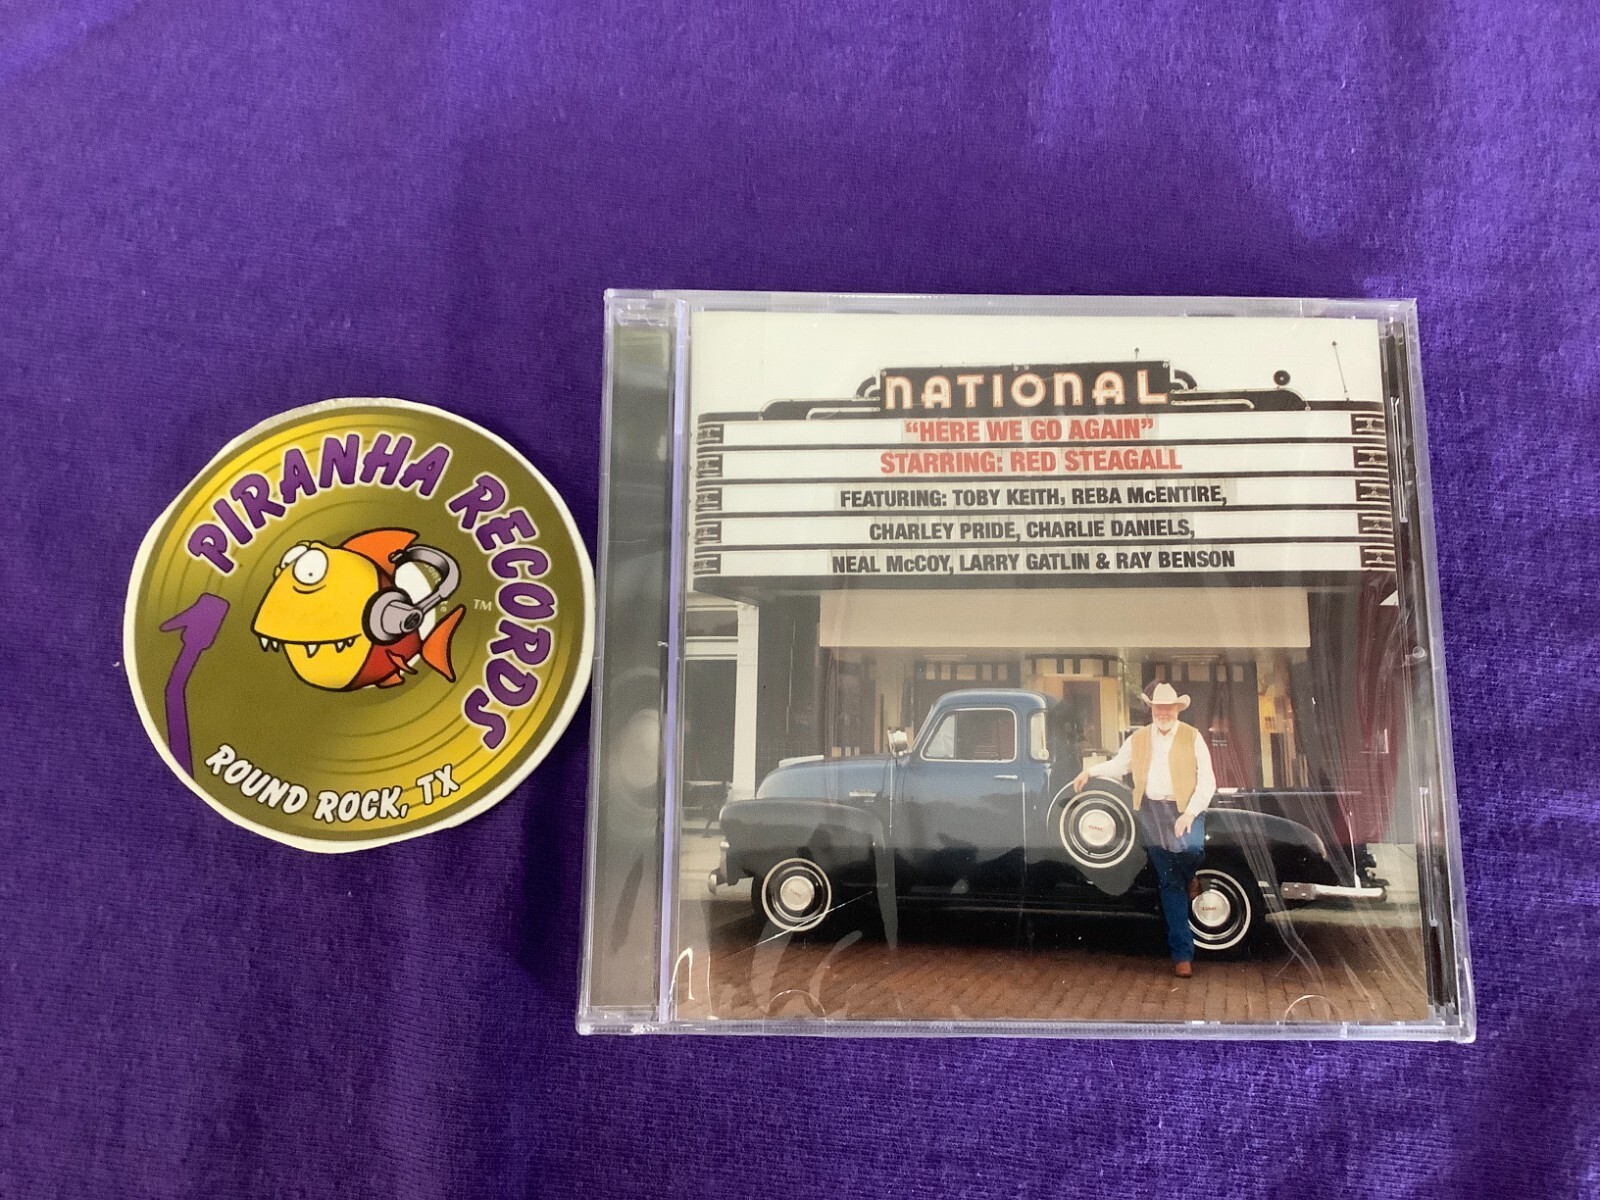 PIRANHA RECORDS
TM
ROUND ROCK, TX
NATIONAL
"HERE WE GO AGAIN"
STARRING: RED STEAGALL
FEATURING: TOBY KEITH, REBA McENTIRE,
CHARLEY PRIDE, CHARLIE DANIELS,
NEAL McCOY, LARRY GATLIN & RAY BENSON